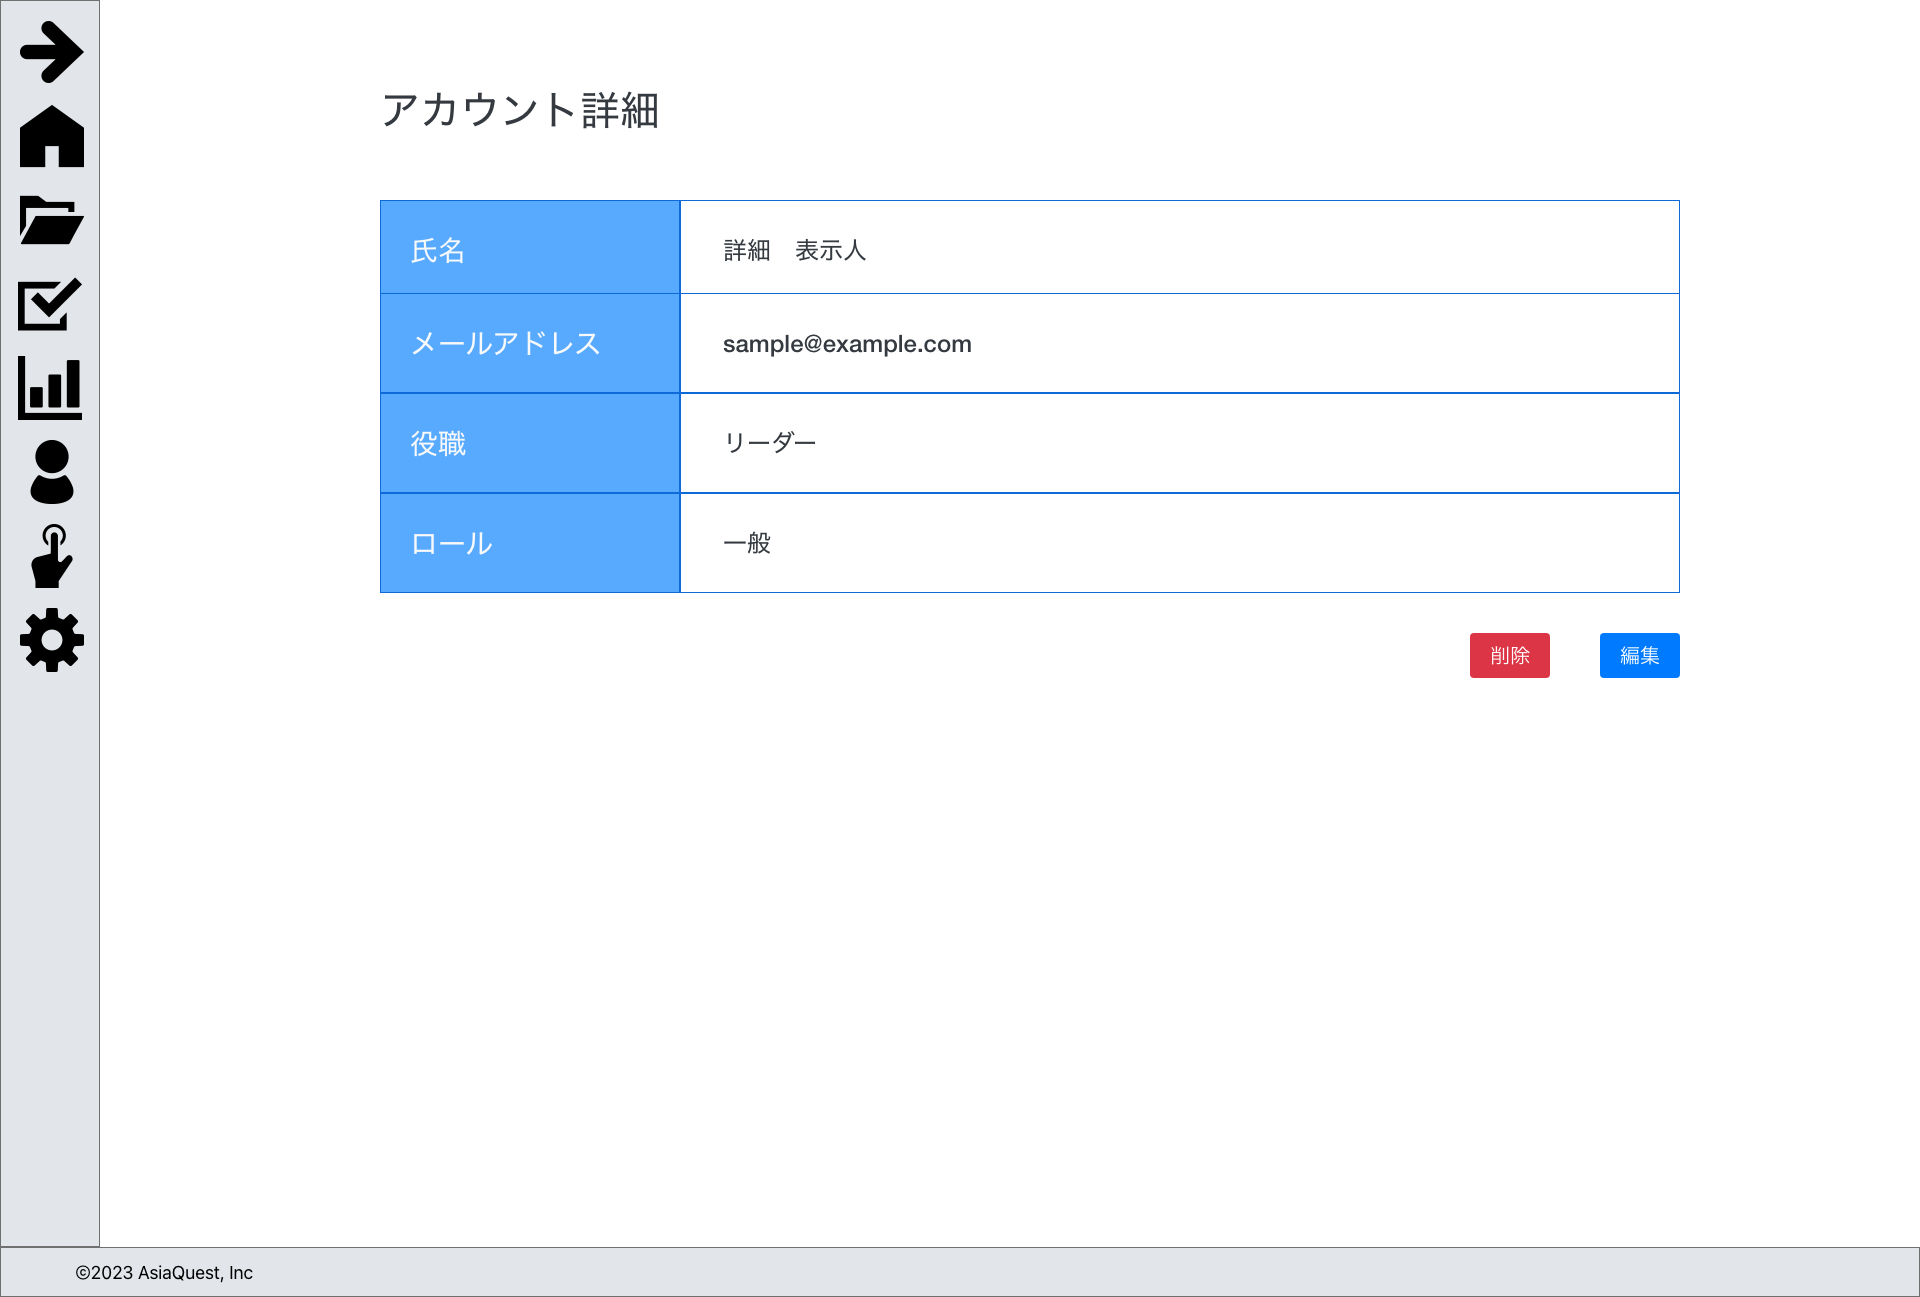 アカウント詳細
氏名
詳細　表示人
メールアドレス
sample@example.com
役職
リーダー
ロール
一般
削除
編集
©2023 AsiaQuest, Inc